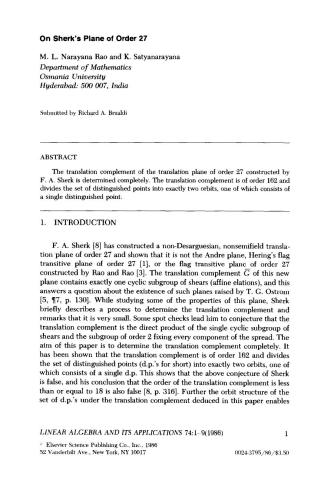 On Sherk's Plane of Order 27
M. L. Narayana Rao and K. Satyanarayana
Department of Mathematics
Osmania University
Hyderabad: 500 007, India
Submitted by Richard A. Brualdi
ABSTRACT
The translation complement of the translation plane of order 27 constructed by
F. A. Sherk is determined completely. The translation complement is of order 162 and
divides the set of distinguished points into exactly two orbits, one of which consists of
a single distinguished point.
1. INTRODUCTION
F. A. Sherk [8] has constructed a non-Desarguesian, nonsemifield transla-
tion plane of order 27 and shown that it is not the Andre plane, Hering's flag
transitive plane of order 27 [1], or the flag transitive plane of order 27
constructed by Rao and Rao [3]. The translation complement G̅ of this new
plane contains exactly one cyclic subgroup of shears (affine elations), and this
answers a question about the existence of such planes raised by T. G. Ostrom
[5, ¶7, p. 130]. While studying some of the properties of this plane, Sherk
briefly describes a process to determine the translation complement and
remarks that it is very small. Some spot checks lead him to conjecture that the
translation complement is the direct product of the single cyclic subgroup of
shears and the subgroup of order 2 fixing every component of the spread. The
aim of this paper is to determine the translation complement completely. It
has been shown that the translation complement is of order 162 and divides
the set of distinguished points (d.p.'s for short) into exactly two orbits, one of
which consists of a single d.p. This shows that the above conjecture of Sherk
is false, and his conclusion that the order of the translation complement is less
than or equal to 18 is also false [8, p. 316]. Further the orbit structure of the
set of d.p.'s under the translation complement deduced in this paper enables
LINEAR ALGEBRA AND ITS APPLICATIONS 74:1–9(1986) 1
© Elsevier Science Publishing Co., Inc., 1986
52 Vanderbilt Ave., New York, NY 10017 0024-3795/86/$3.50